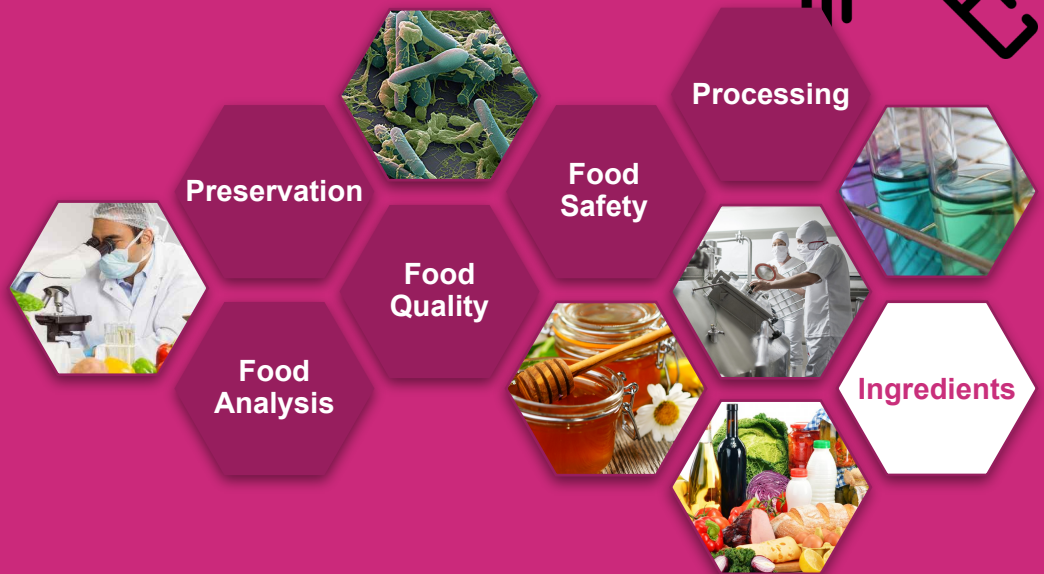 Processing
Preservation
Food
Safety
Food
Quality
Food
Analysis
Ingredients